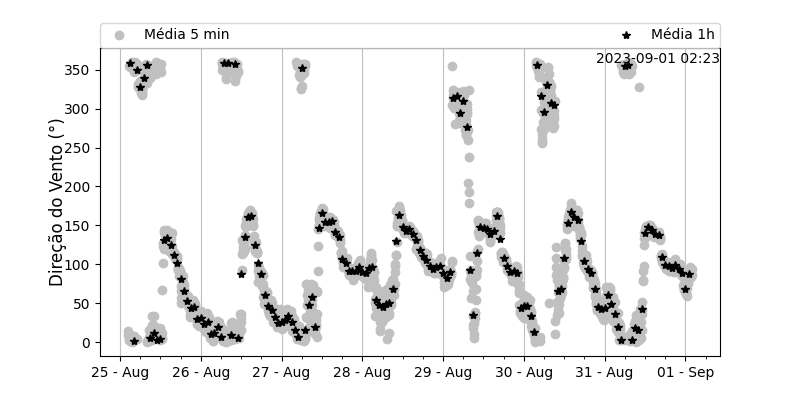 Média 5 min
Média 1h
2023-09-01 02:23
Direção do Vento (°)
350
300
250
200
150
100
50
0
25 - Aug
26 - Aug
27 - Aug
28 - Aug
29 - Aug
30 - Aug
31 - Aug
01 - Sep